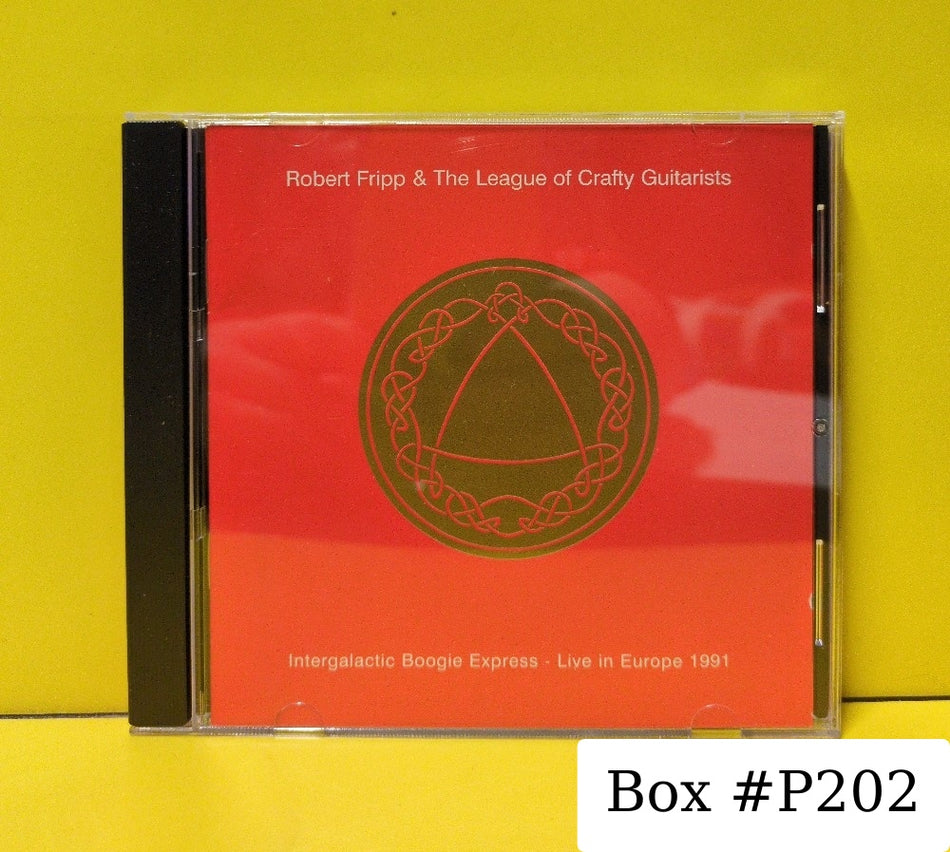 Robert Fripp & The League of Crafty Guitarists
Intergalactic Boogie Express - Live in Europe 1991
Box #P202